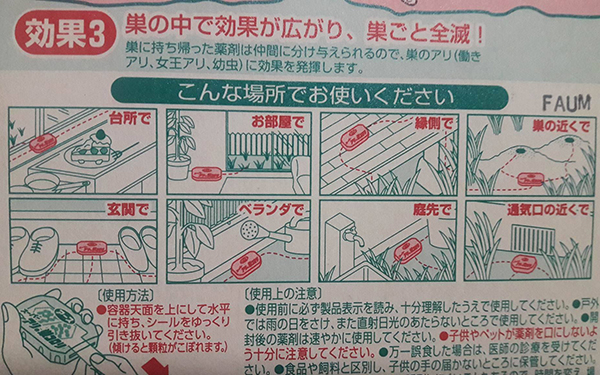 効果3
巣の中で効果が広がり、巣ごと全滅!
巣に持ち帰った薬剤は仲間に分け与えられるので、巣のアリ(働き
アリ、女王アリ、幼虫)に効果を発揮します。
こんな場所でお使いください
FAUM
台所で
お部屋で
縁側で
巣の近くで
玄関で
ベランダで
庭先で
通気口の近くで
〔使用方法〕
●容器天面を上にして水平
に持ち、シールをゆっくり
引き抜いてください。
(傾けると顆粒がこぼれます。)
〔使用上の注意〕
●使用前に必ず製品表示を読み、十分理解したうえで使用してください。●戸外
では雨の日をさけ、また直射日光のあたらないところで使用してください。●開
封後の薬剤は速やかに使用してください。●子供やペットが薬剤を口にしないよ
う十分に注意してください。●万一誤食した場合は、医師の診療を受けてくだ
さい。●食品や飼料と区別し、子供の手の届かないところに保管してください。